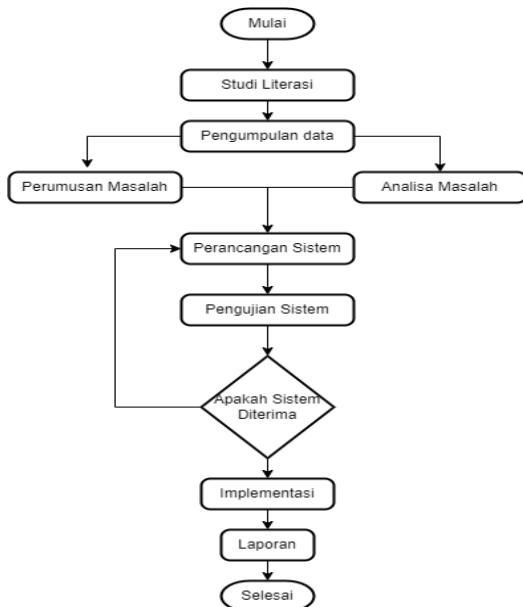 Mulai
Studi Literasi
Pengumpulan data
Perumusan Masalah
Analisa Masalah
Perancangan Sistem
Pengujian Sistem
Apakah Sistem
Diterima
Implementasi
Laporan
Selesai